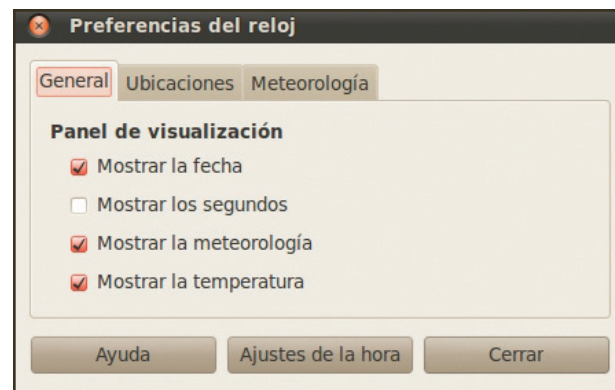 Preferencias del reloj
General Ubicaciones Meteorología
Panel de visualización
Mostrar la fecha
Mostrar los segundos
Mostrar la meteorología
Mostrar la temperatura
Ayuda Ajustes de la hora Cerrar